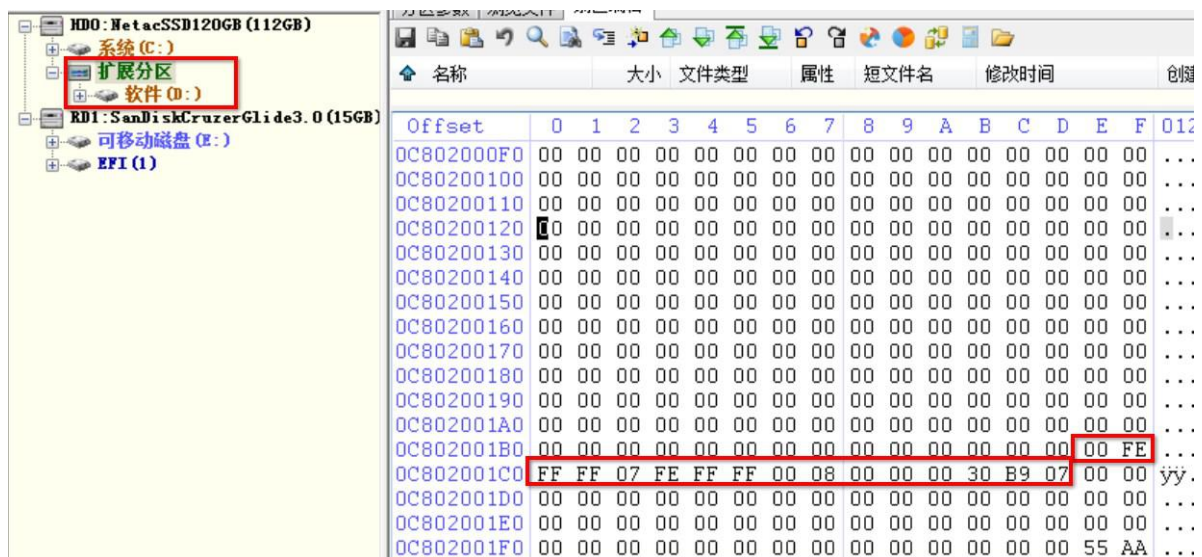 HD0:NetacSSD120GB(112GB)
系统(C:)
扩展分区
软件(D:)
RD1:SanDiskCruzerGlide3.0(15GB)
可移动磁盘(E:)
EFI(1)
名称 大小 文件类型 属性 短文件名 修改时间 创建
Offset 0 1 2 3 4 5 6 7 8 9 A B C D E F 012
0C802000F0 00 00 00 00 00 00 00 00 00 00 00 00 00 00 00 00 ...
0C80200100 00 00 00 00 00 00 00 00 00 00 00 00 00 00 00 00 ...
0C80200110 00 00 00 00 00 00 00 00 00 00 00 00 00 00 00 00 ...
0C80200120 00 00 00 00 00 00 00 00 00 00 00 00 00 00 00 00 ...
0C80200130 00 00 00 00 00 00 00 00 00 00 00 00 00 00 00 00 ...
0C80200140 00 00 00 00 00 00 00 00 00 00 00 00 00 00 00 00 ...
0C80200150 00 00 00 00 00 00 00 00 00 00 00 00 00 00 00 00 ...
0C80200160 00 00 00 00 00 00 00 00 00 00 00 00 00 00 00 00 ...
0C80200170 00 00 00 00 00 00 00 00 00 00 00 00 00 00 00 00 ...
0C80200180 00 00 00 00 00 00 00 00 00 00 00 00 00 00 00 00 ...
0C80200190 00 00 00 00 00 00 00 00 00 00 00 00 00 00 00 00 ...
0C802001A0 00 00 00 00 00 00 00 00 00 00 00 00 00 00 00 00 ...
0C802001B0 00 00 00 00 00 00 00 00 00 00 00 00 00 00 00 FE ...
0C802001C0 FF FF 07 FE FF FF 00 08 00 00 00 30 B9 07 00 00 ÿÿ.
0C802001D0 00 00 00 00 00 00 00 00 00 00 00 00 00 00 00 00 ...
0C802001E0 00 00 00 00 00 00 00 00 00 00 00 00 00 00 00 00 ...
0C802001F0 00 00 00 00 00 00 00 00 00 00 00 00 00 00 55 AA ...